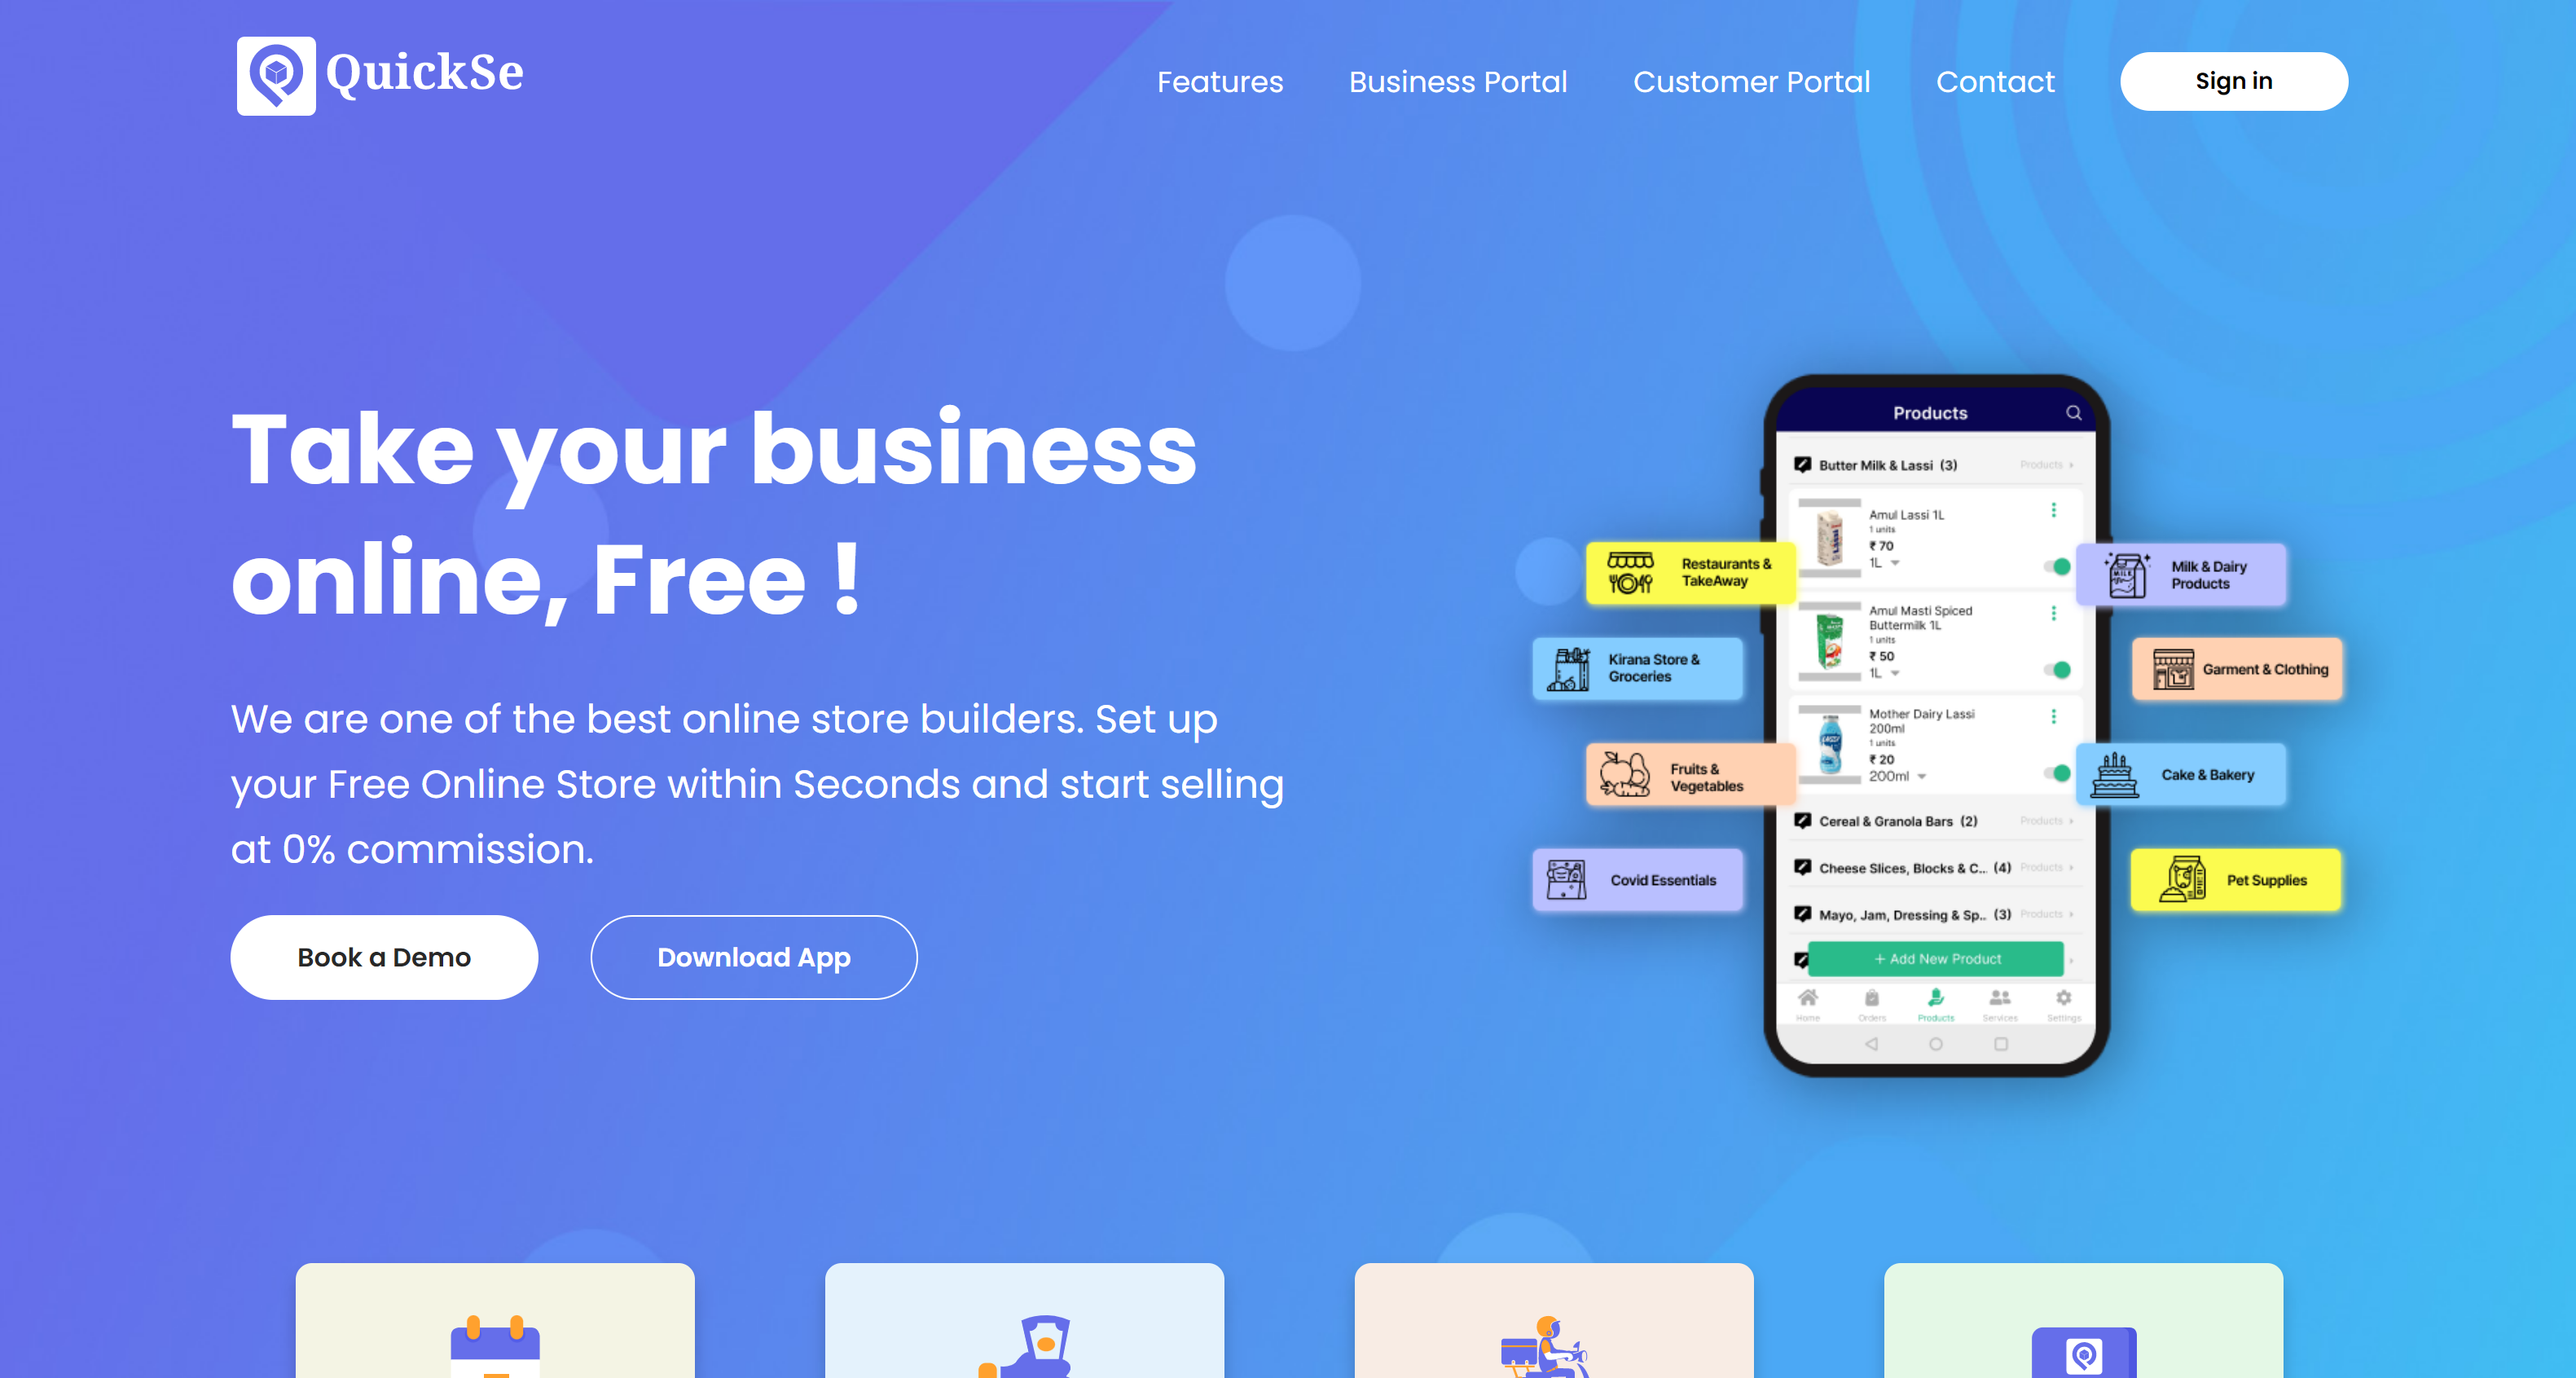 QuickSe
Features
Business Portal
Customer Portal
Contact
Sign in
Take your business
online, Free !
We are one of the best online store builders. Set up
your Free Online Store within Seconds and start selling
at 0% commission.
Book a Demo
Download App
Products
Butter Milk & Lassi (3)
Products
Amul Lassi 1L
1 units
₹ 70
1L
Amul Masti Spiced
Buttermilk 1L
1 units
₹ 50
1L
Mother Dairy Lassi
200ml
1 units
₹ 20
200ml
Cereal & Granola Bars (2)
Products
Cheese Slices, Blocks & C... (4)
Products
Mayo, Jam, Dressing & Sp.. (3)
Products
+ Add New Product
Home
Orders
Products
Services
Settings
Restaurants &
TakeAway
Kirana Store &
Groceries
Fruits &
Vegetables
Covid Essentials
MILK
Milk & Dairy
Products
Garment & Clothing
Cake & Bakery
Pet Supplies